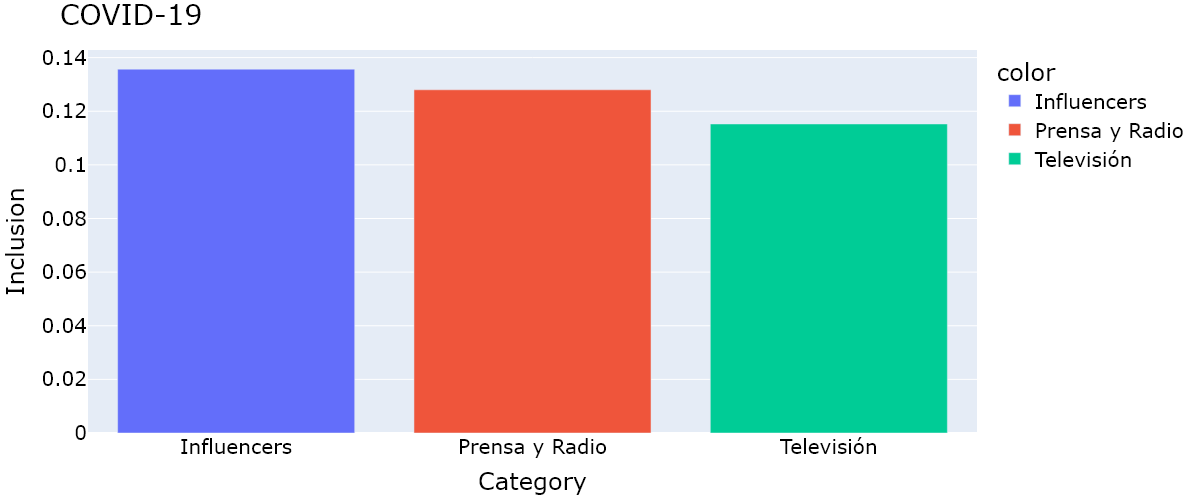 COVID-19
0.14
0.12
0.1
0.08
0.06
0.04
0.02
0
Inclusion
Influencers
Prensa y Radio
Televisión
Category
color
Influencers
Prensa y Radio
Televisión